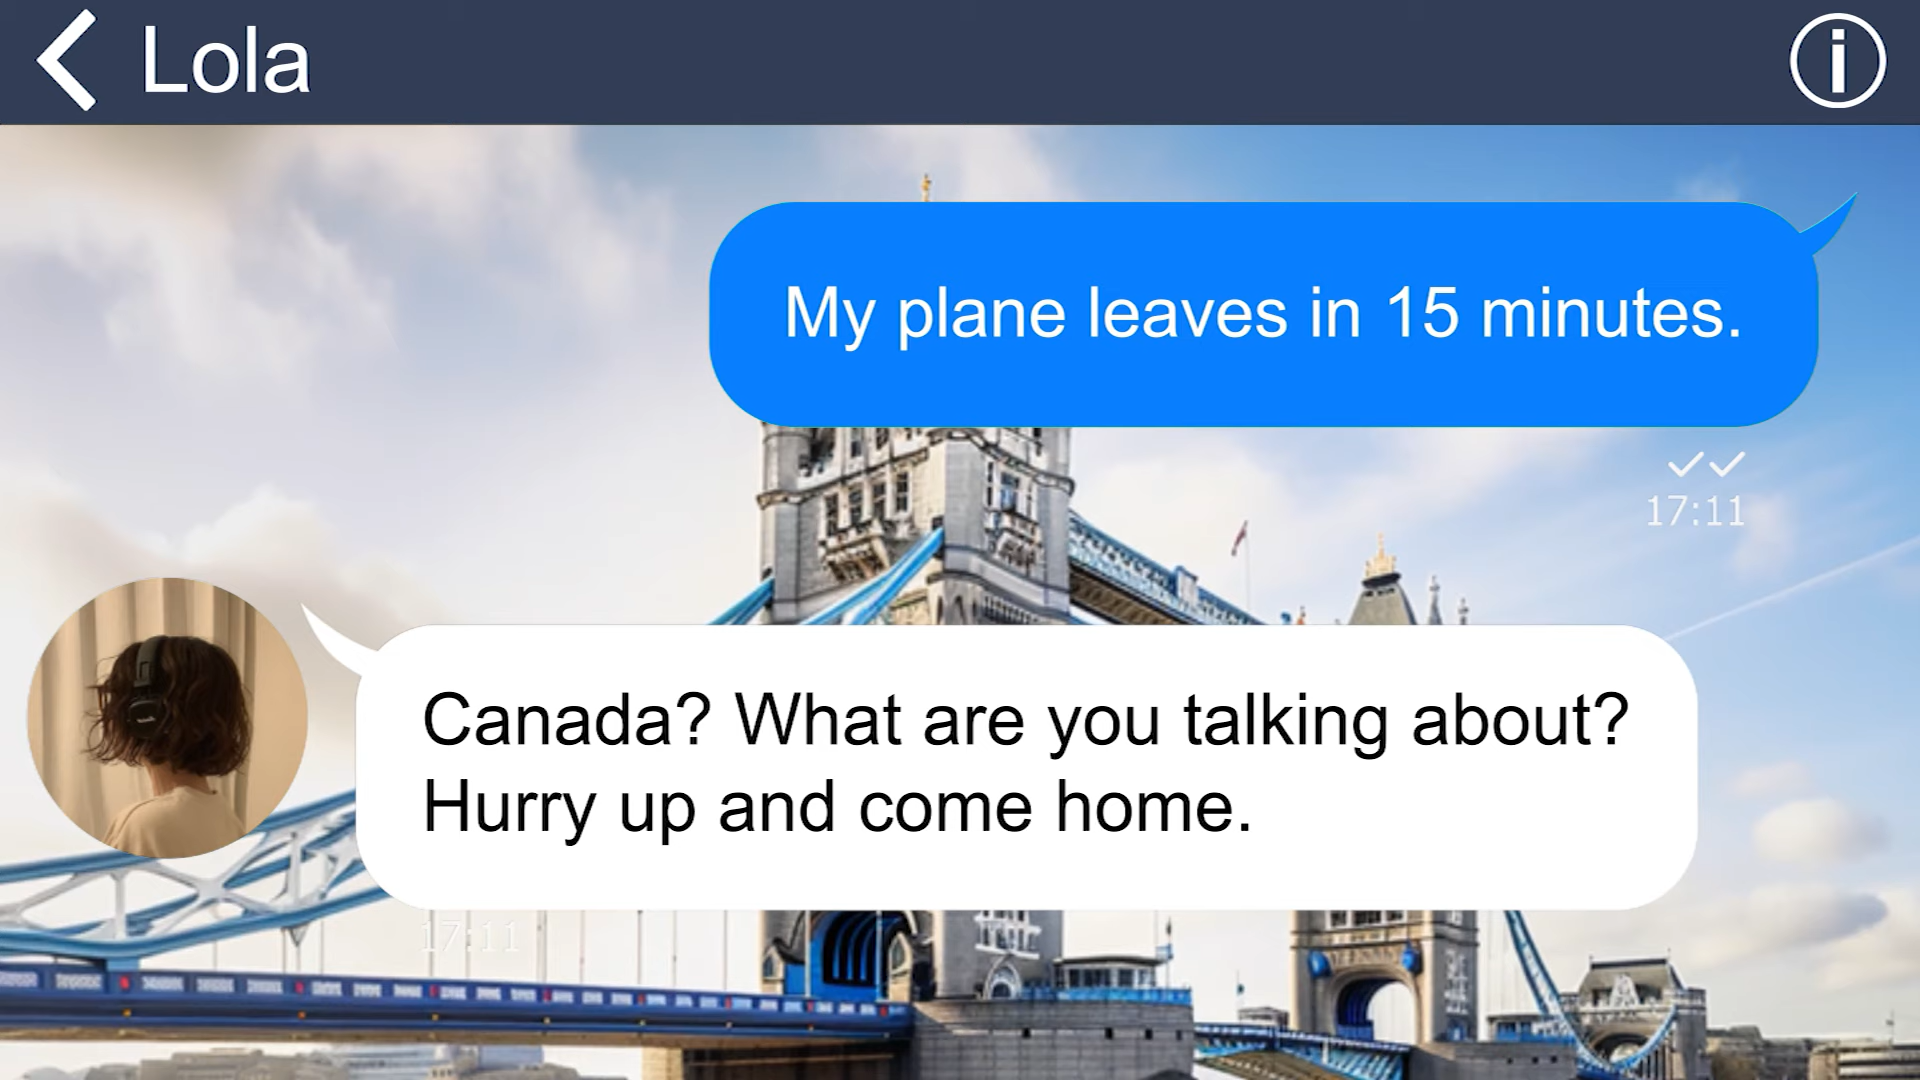 Lola
My plane leaves in 15 minutes.
17:11
Canada? What are you talking about?
Hurry up and come home.
17:11